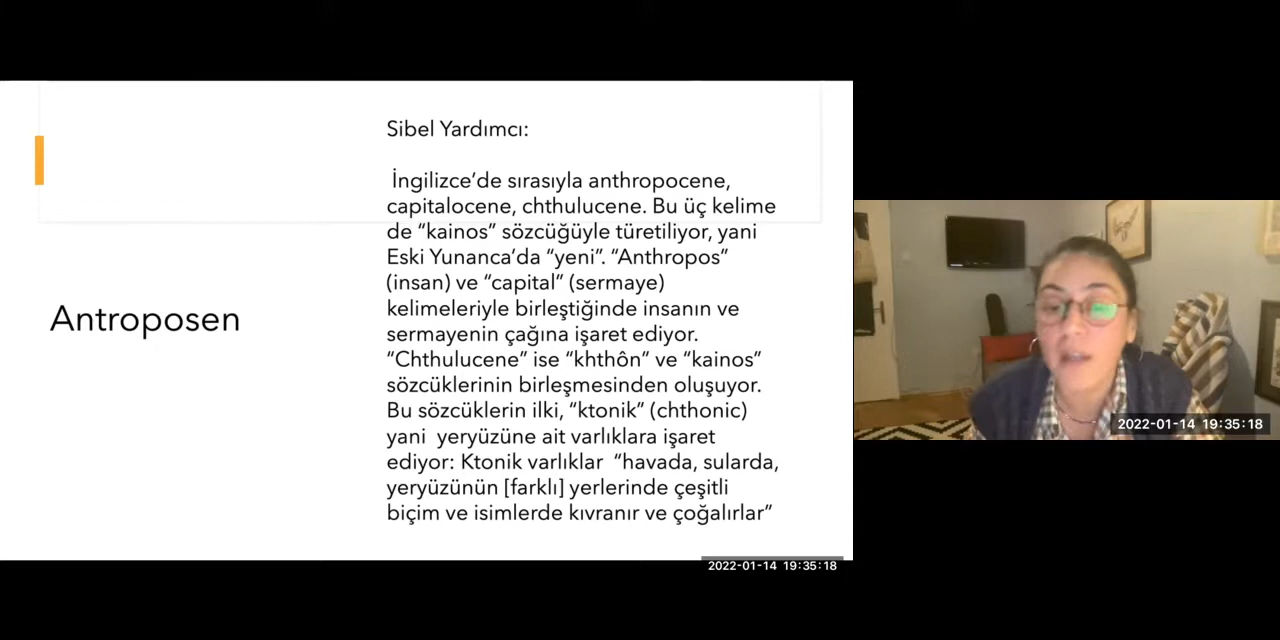 Antroposen
Sibel Yardımcı:
İngilizce’de sırasıyla anthropocene,
capitalocene, chthulucene. Bu üç kelime
de “kainos” sözcüğüyle türetiliyor, yani
Eski Yunanca’da “yeni”. “Anthropos”
(insan) ve “capital” (sermaye)
kelimeleriyle birleştiğinde insanın ve
sermayenin çağına işaret ediyor.
“Chthulucene” ise “khthôn” ve “kainos”
sözcüklerinin birleşmesinden oluşuyor.
Bu sözcüklerin ilki, “ktonik” (chthonic)
yani yeryüzüne ait varlıklara işaret
ediyor: Ktonik varlıklar “havada, sularda,
yeryüzünün [farklı] yerlerinde çeşitli
biçim ve isimlerde kıvranır ve çoğalırlar”
2022-01-14 19:35:18
2022-01-14 19:35:18